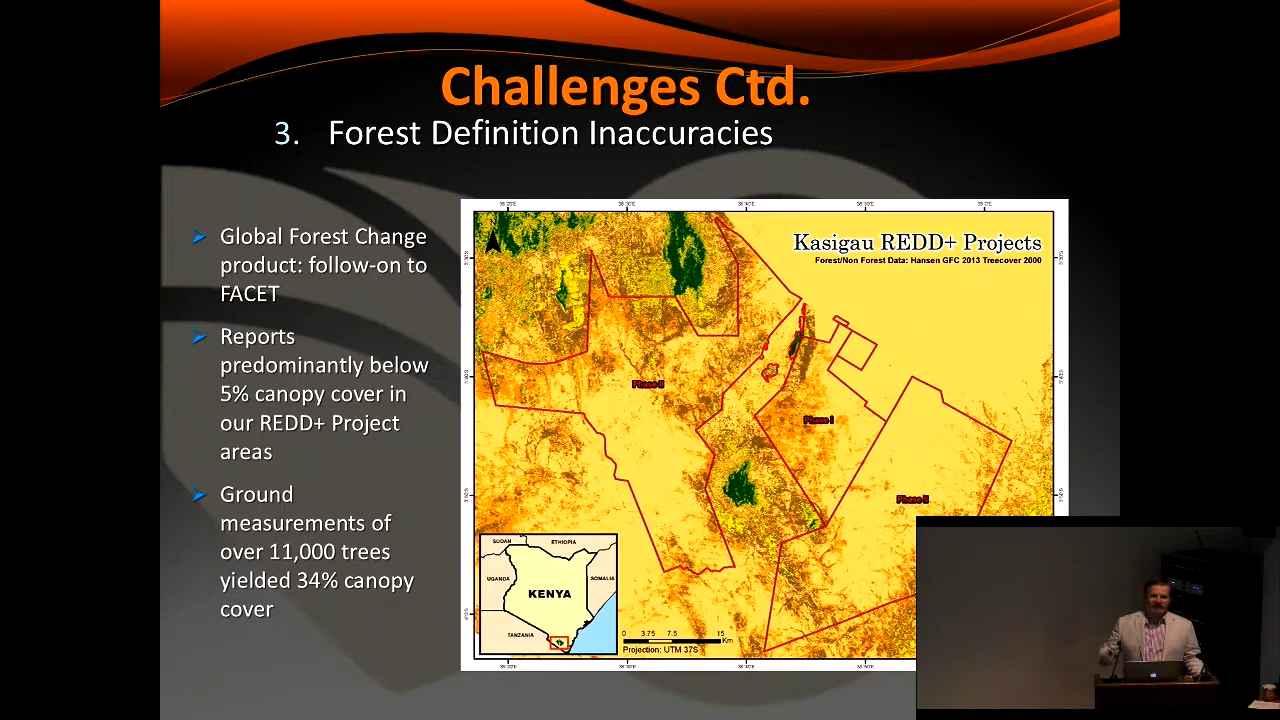 Challenges Ctd.
3. Forest Definition Inaccuracies
Global Forest Change
product: follow-on to
FACET
Reports
predominantly below
5% canopy cover in
our REDD+ Project
areas
Ground
measurements of
over 11,000 trees
yielded 34% canopy
cover
Kasigau REDD+ Projects
Forest/Non Forest Data: Hansen GFC 2013 Treecover 2000
Phase II
Phase I
Phase II
SUDAN
ETHIOPIA
UGANDA
SOMALIA
KENYA
TANZANIA
0 3.75 7.5 15
Km
Projection: UTM 37S